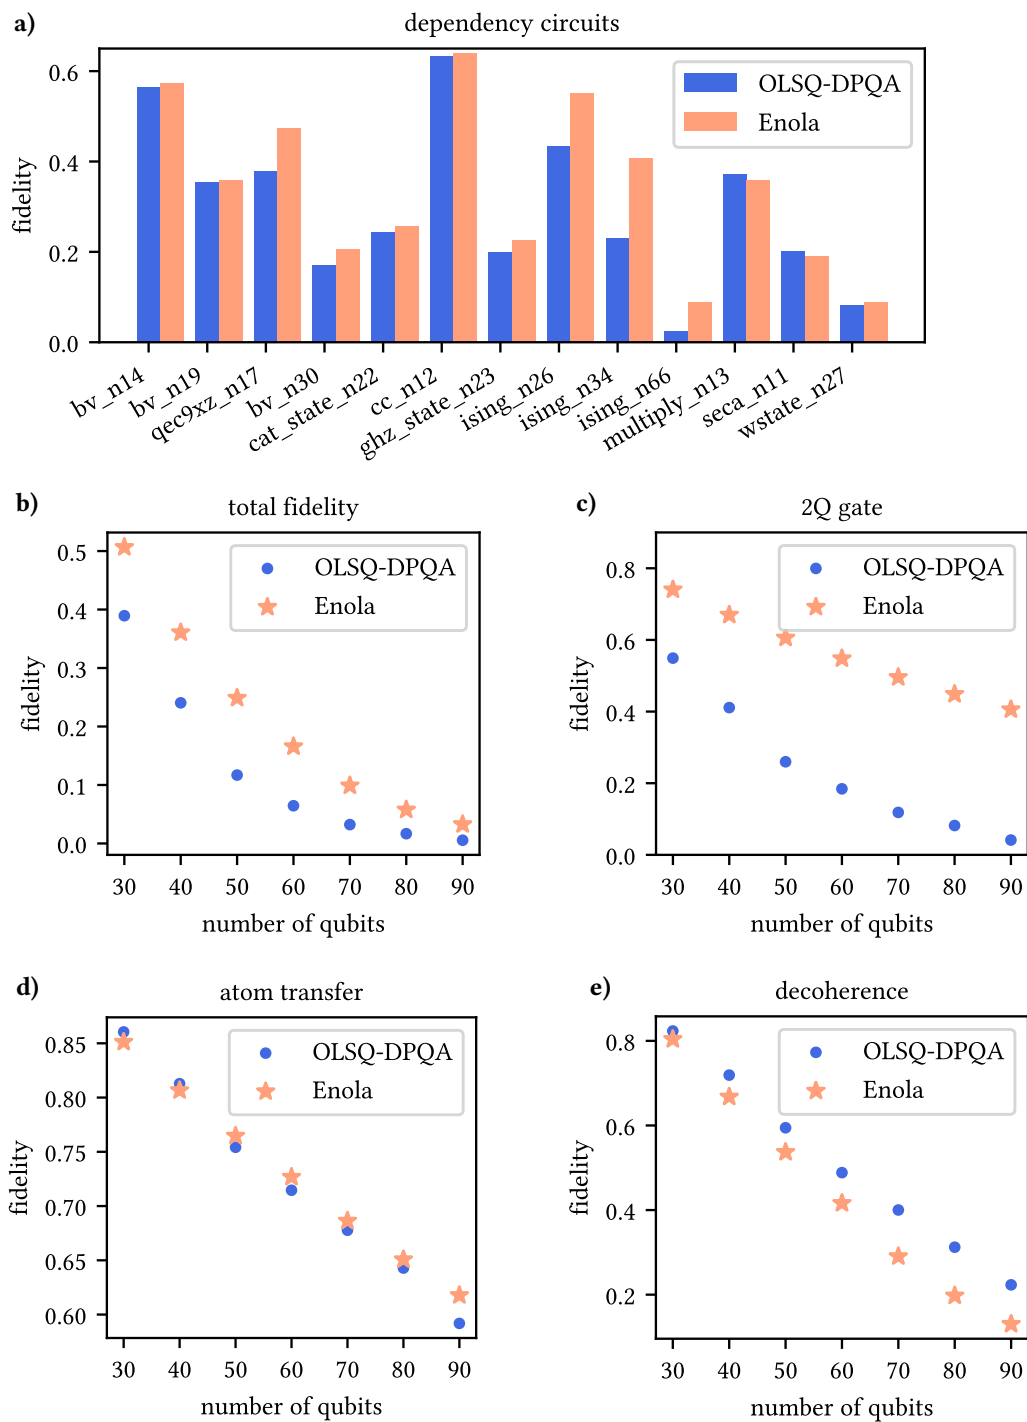 a)
dependency circuits
fidelity
0.6
0.4
0.2
0.0
OLSQ-DPQA
Enola
bv_n14
bv_n19
qec9xz_n17
bv_n30
cat_state_n22
cc_n12
ghz_state_n23
ising_n26
ising_n34
ising_n66
multiply_n13
seca_n11
wstate_n27
b)
total fidelity
fidelity
0.5
0.4
0.3
0.2
0.1
0.0
OLSQ-DPQA
Enola
30 40 50 60 70 80 90
number of qubits
c)
2Q gate
fidelity
0.8
0.6
0.4
0.2
0.0
OLSQ-DPQA
Enola
30 40 50 60 70 80 90
number of qubits
d)
atom transfer
fidelity
0.85
0.80
0.75
0.70
0.65
0.60
OLSQ-DPQA
Enola
30 40 50 60 70 80 90
number of qubits
e)
decoherence
fidelity
0.8
0.6
0.4
0.2
OLSQ-DPQA
Enola
30 40 50 60 70 80 90
number of qubits